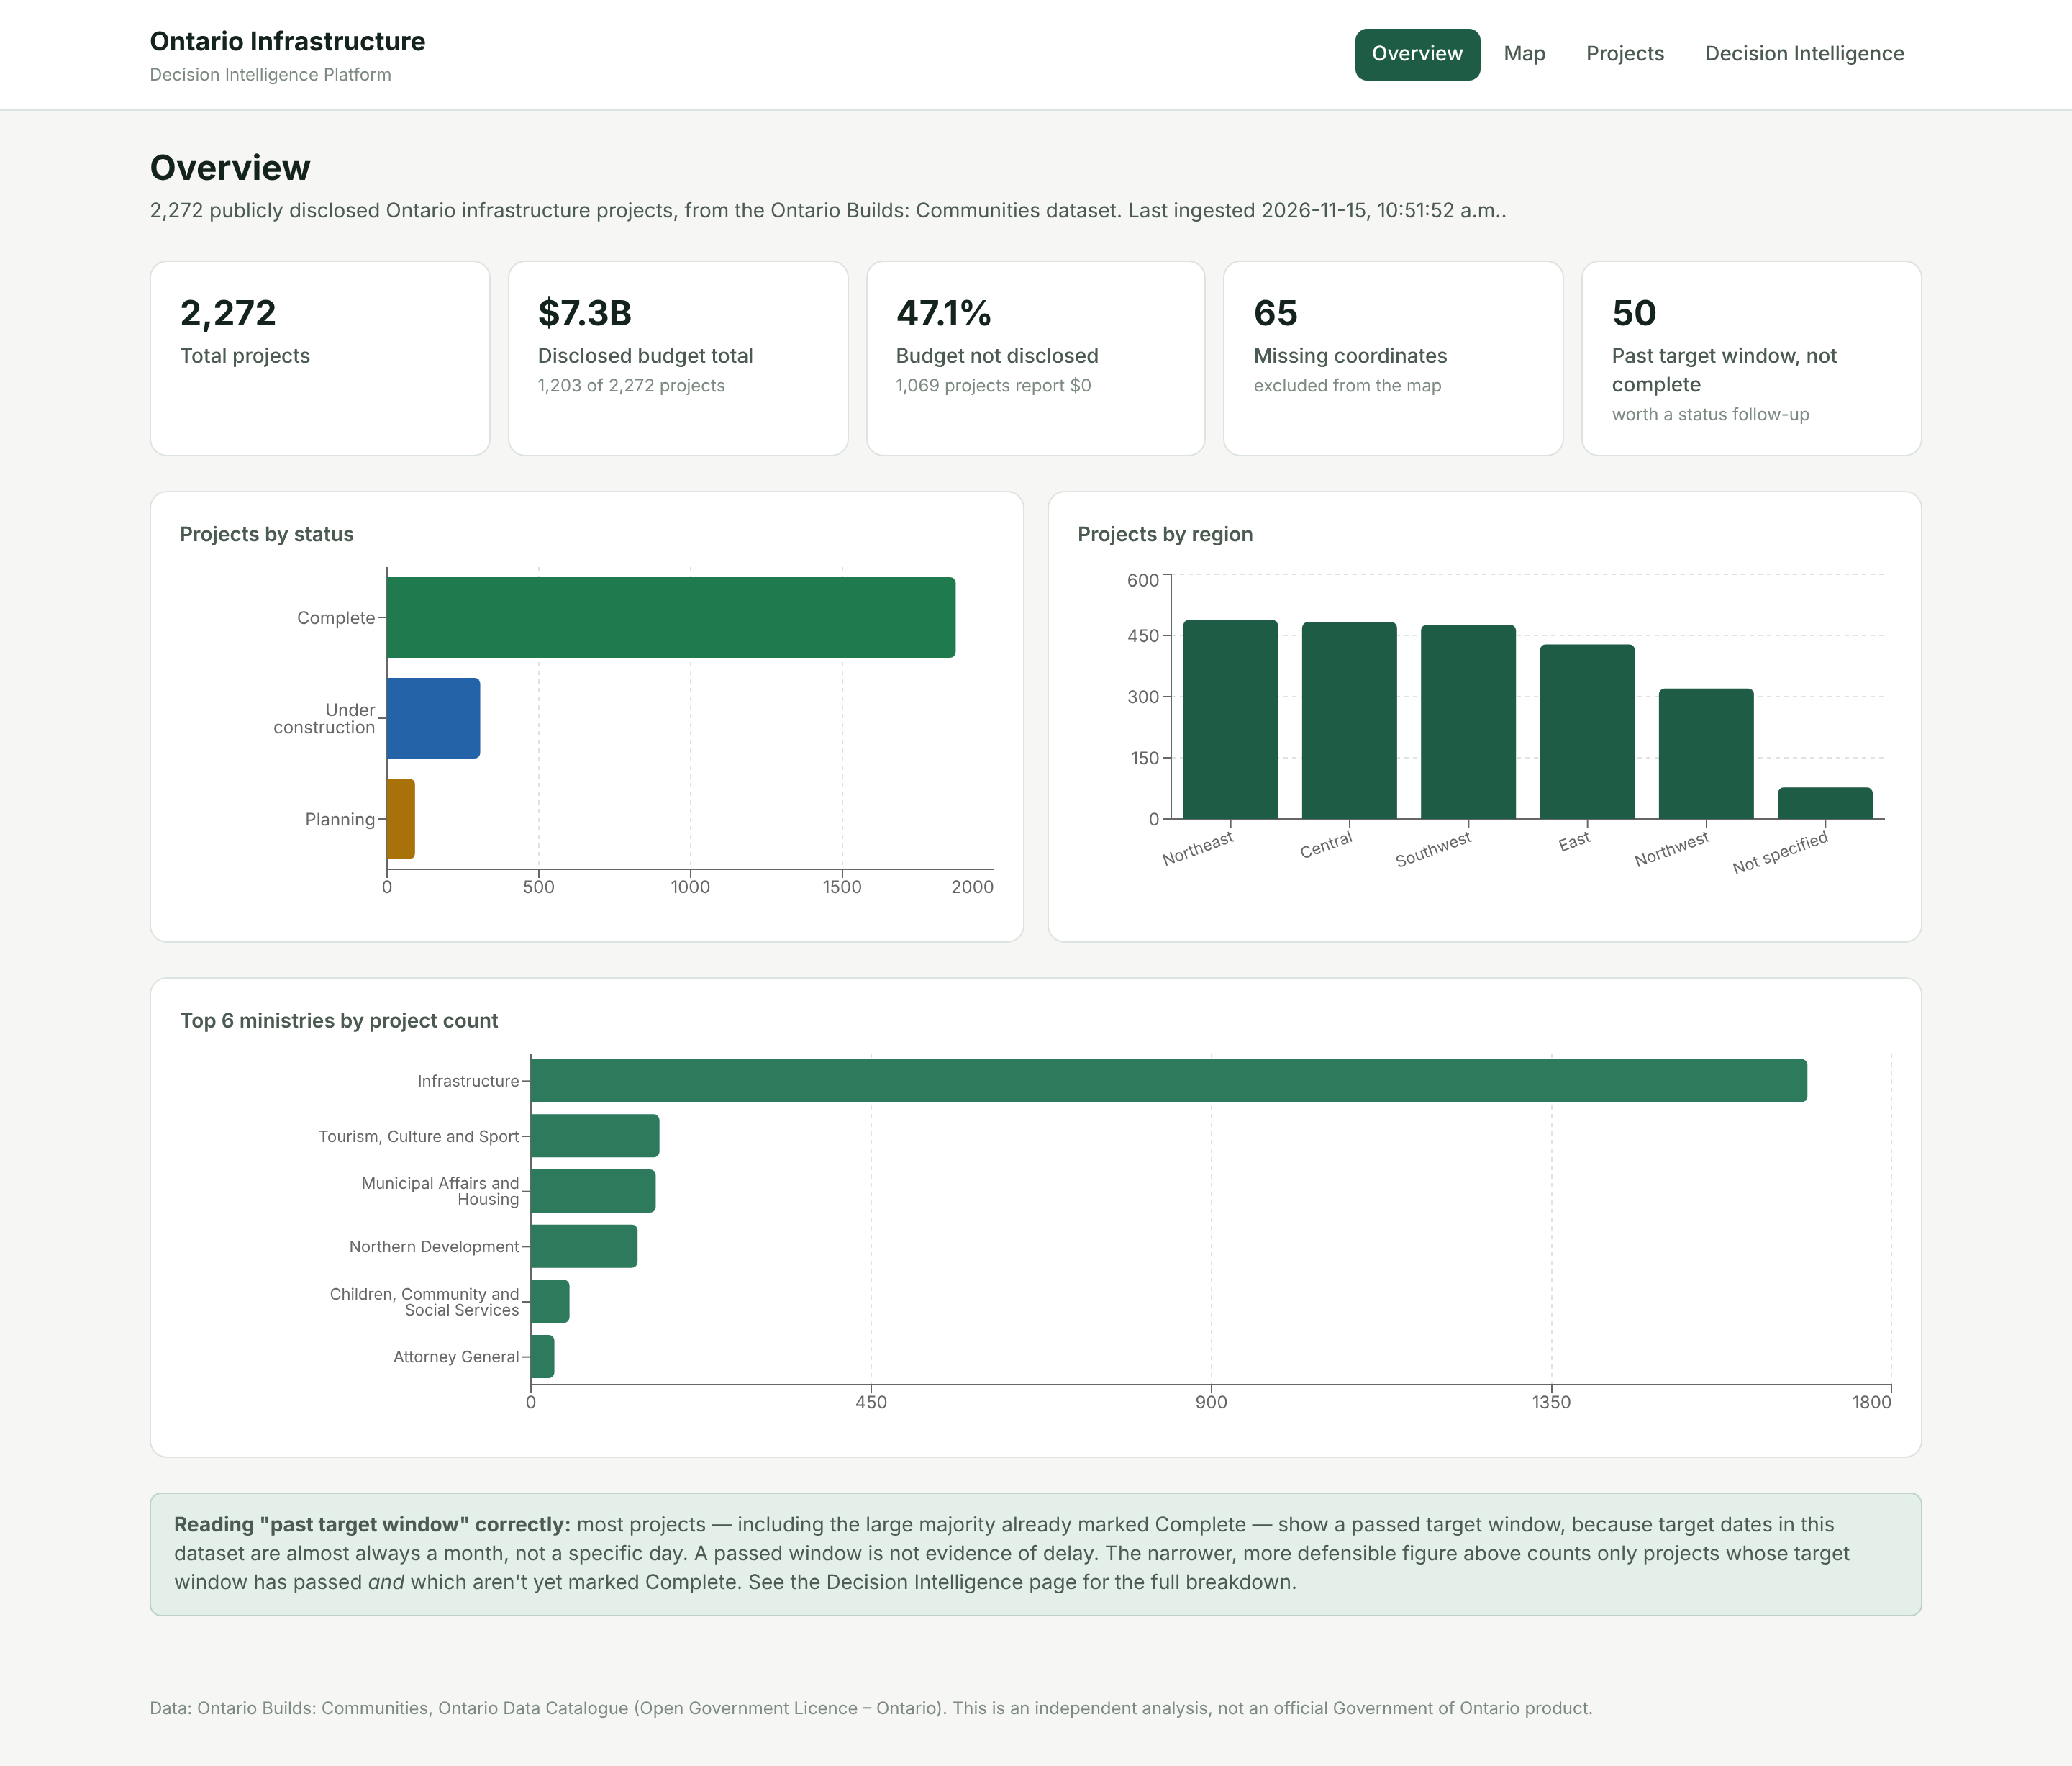 Ontario Infrastructure
Decision Intelligence Platform
Overview
Map
Projects
Decision Intelligence
Overview
2,272 publicly disclosed Ontario infrastructure projects, from the Ontario Builds: Communities dataset. Last ingested 2026-11-15, 10:51:52 a.m..
2,272
Total projects
$7.3B
Disclosed budget total
1,203 of 2,272 projects
47.1%
Budget not disclosed
1,069 projects report $0
65
Missing coordinates
excluded from the map
50
Past target window, not
complete
worth a status follow-up
Projects by status
Complete
Under
construction
Planning
0
500
1000
1500
2000
Projects by region
600
450
300
150
0
Northeast
Central
Southwest
East
Northwest
Not specified
Top 6 ministries by project count
Infrastructure
Tourism, Culture and Sport
Municipal Affairs and
Housing
Northern Development
Children, Community and
Social Services
Attorney General
0
450
900
1350
1800
Reading "past target window" correctly: most projects — including the large majority already marked Complete — show a passed target window, because target dates in this
dataset are almost always a month, not a specific day. A passed window is not evidence of delay. The narrower, more defensible figure above counts only projects whose target
window has passed and which aren't yet marked Complete. See the Decision Intelligence page for the full breakdown.
Data: Ontario Builds: Communities, Ontario Data Catalogue (Open Government Licence – Ontario). This is an independent analysis, not an official Government of Ontario product.